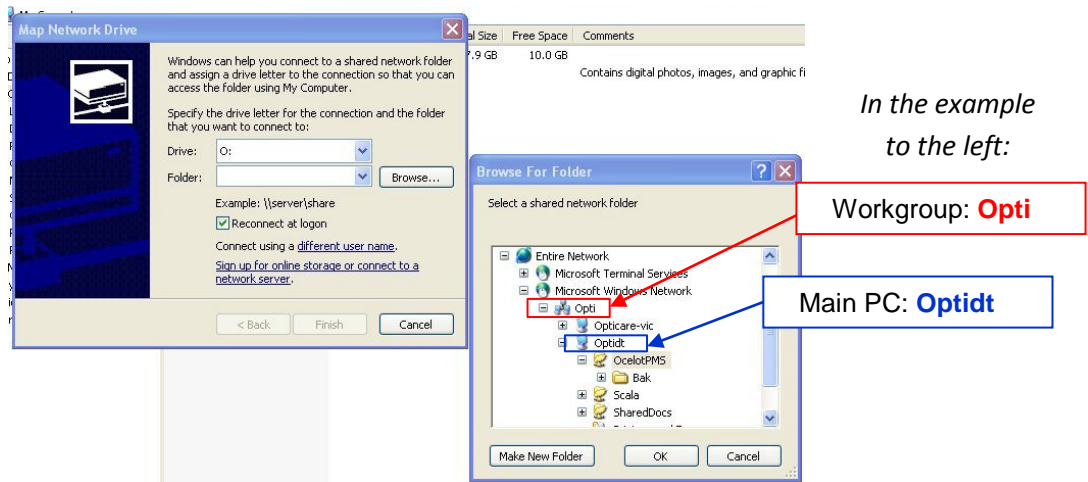 Map Network Drive
al Size Free Space Comments
7.9 GB 10.0 GB
Contains digital photos, images, and graphic fi
Windows can help you connect to a shared network folder
and assign a drive letter to the connection so that you can
access the folder using My Computer.
Specify the drive letter for the connection and the folder
that you want to connect to:
Drive: O:
Folder: Browse...
Example: \\server\share
Reconnect at logon
Connect using a different user name.
Sign up for online storage or connect to a
network server.
< Back Finish Cancel
Browse For Folder
Select a shared network folder
Entire Network
Microsoft Terminal Services
Microsoft Windows Network
Opti
Opticare-vic
Optidt
OcelotPMS
Bak
Scala
SharedDocs
Make New Folder OK Cancel
In the example
to the left:
Workgroup: Opti
Main PC: Optidt